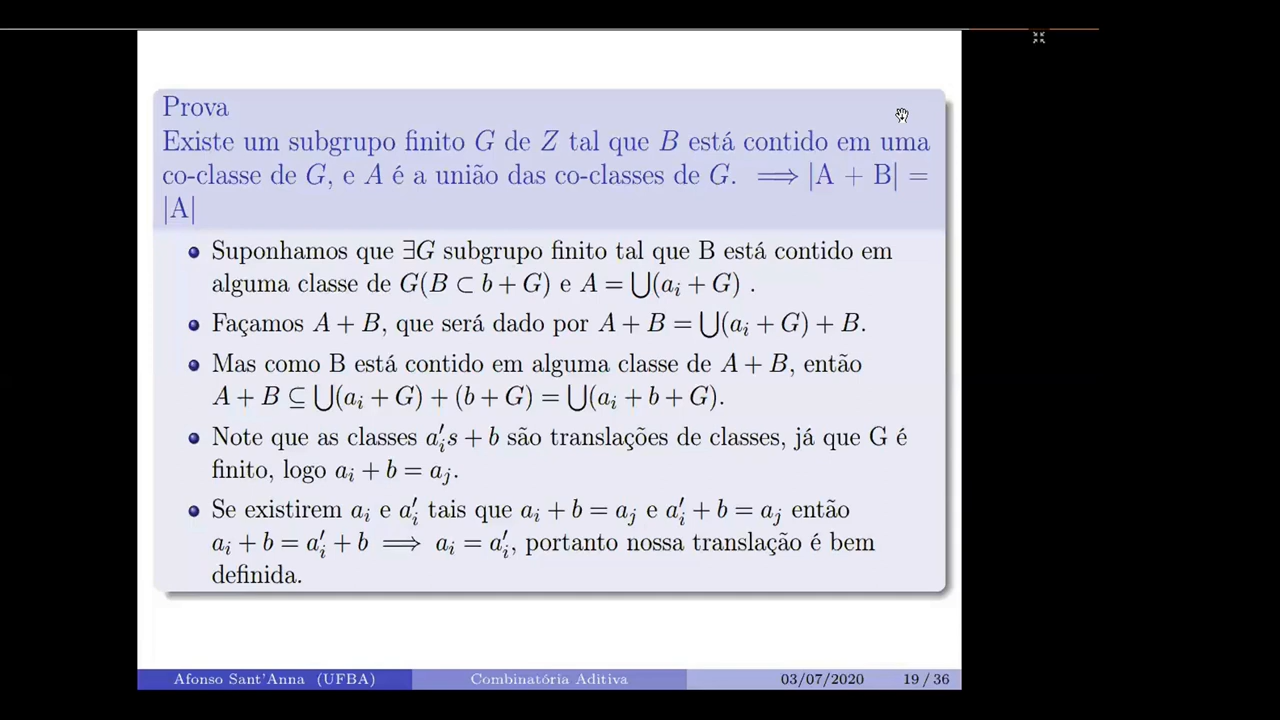 Prova
Existe um subgrupo finito G de Z tal que B está contido em uma
co-classe de G, e A é a união das co-classes de G. ⟹ |A + B| =
|A|
Suponhamos que ∃G subgrupo finito tal que B está contido em
alguma classe de G(B ⊂ b + G) e A = ⋃(a_i + G) .
Façamos A + B, que será dado por A + B = ⋃(a_i + G) + B.
Mas como B está contido em alguma classe de A + B, então
A + B ⊆ ⋃(a_i + G) + (b + G) = ⋃(a_i + b + G).
Note que as classes a'_i s + b são translações de classes, já que G é
finito, logo a_i + b = a_j.
Se existirem a_i e a'_i tais que a_i + b = a_j e a'_i + b = a_j então
a_i + b = a'_i + b ⟹ a_i = a'_i, portanto nossa translação é bem
definida.
Afonso Sant'Anna (UFBA) Combinatória Aditiva 03/07/2020 19 / 36